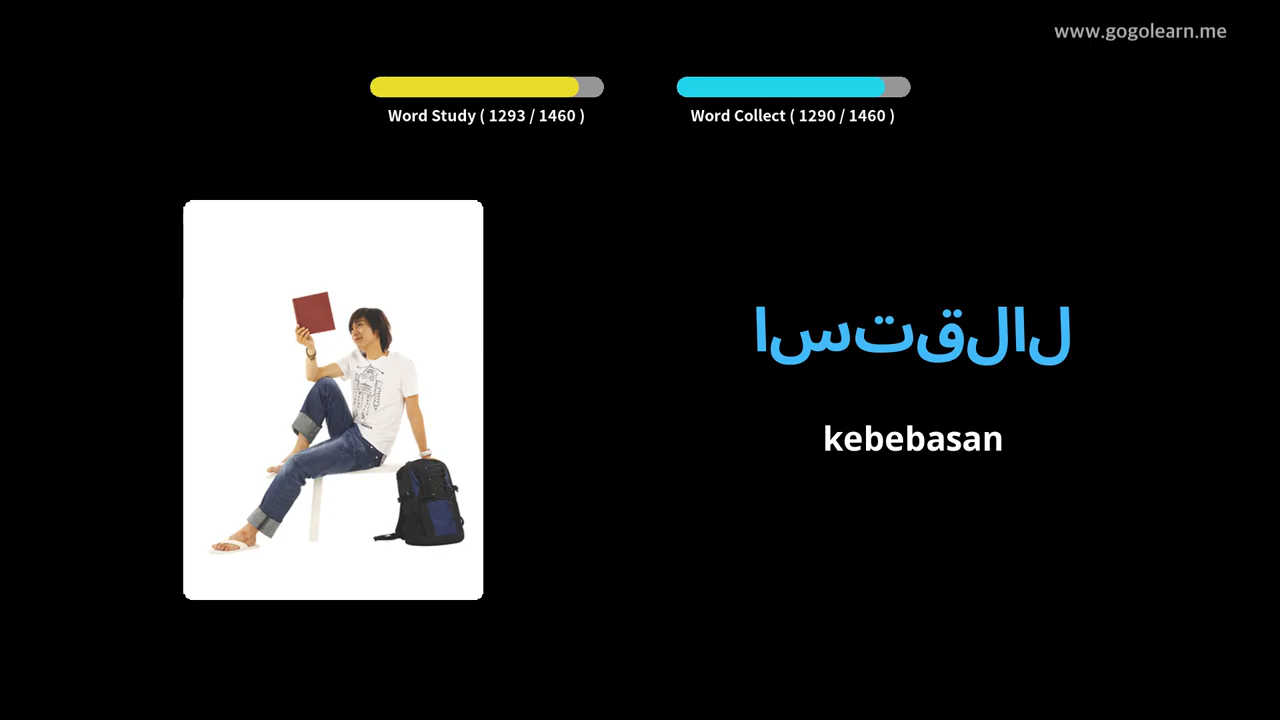 www.gogolearn.me
Word Study ( 1293 / 1460 )
Word Collect ( 1290 / 1460 )
استقلال
kebebasan